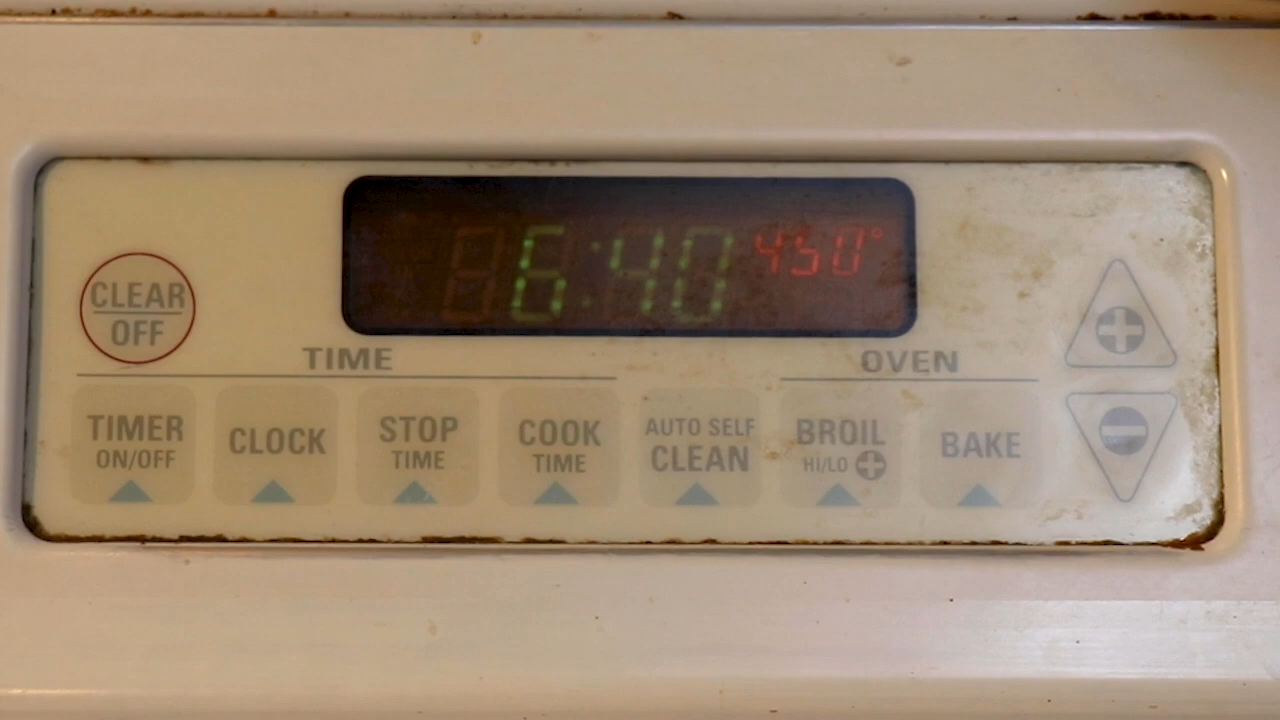 6:40 450°
CLEAR
OFF
TIME
OVEN
TIMER
ON/OFF
CLOCK
STOP
TIME
COOK
TIME
AUTO SELF
CLEAN
BROIL
HI/LO
BAKE